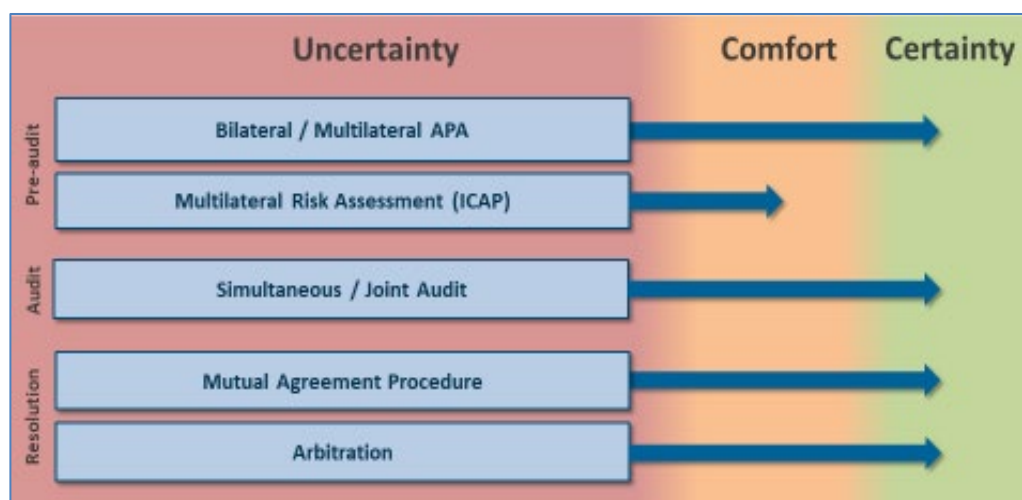 Uncertainty Comfort Certainty
Pre-audit
Bilateral / Multilateral APA
Multilateral Risk Assessment (ICAP)
Audit
Simultaneous / Joint Audit
Resolution
Mutual Agreement Procedure
Arbitration